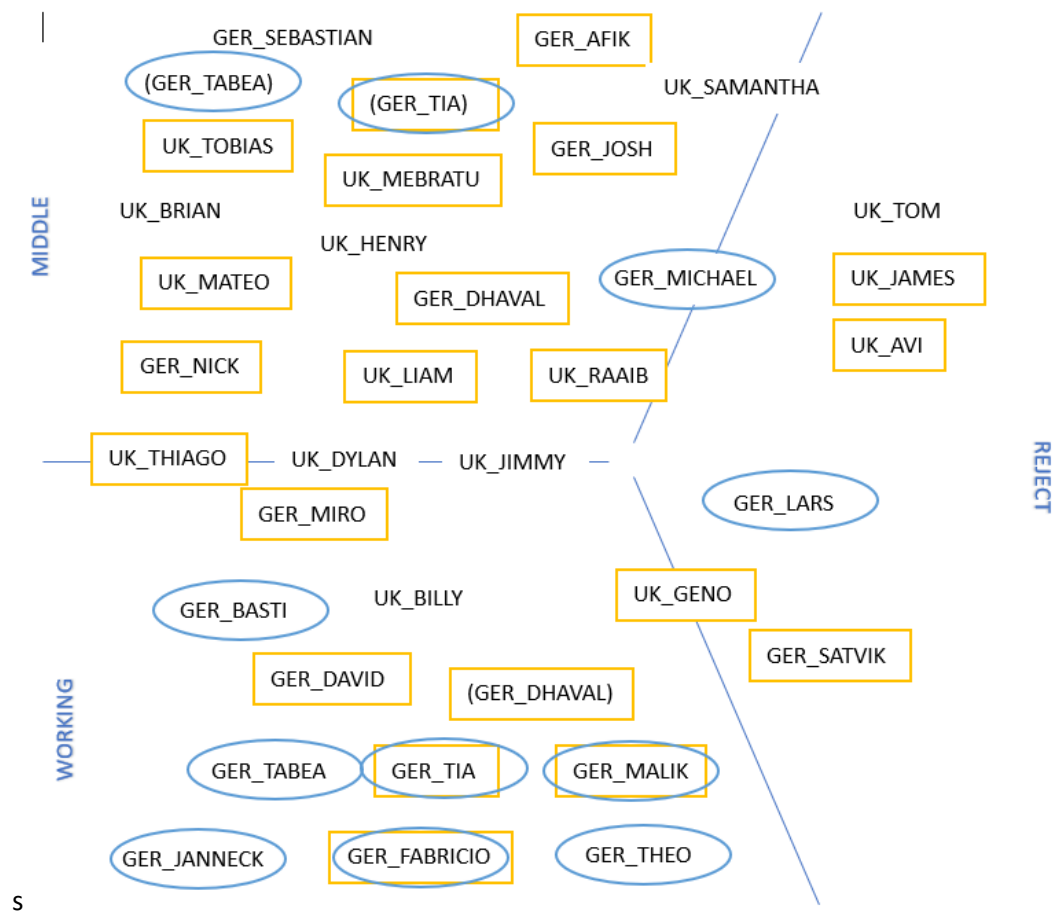 GER_SEBASTIAN
GER_AFIK
(GER_TABEA)
(GER_TIA)
UK_SAMANTHA
UK_TOBIAS
GER_JOSH
UK_MEBRATU
MIDDLE
UK_BRIAN
UK_TOM
UK_HENRY
UK_MATEO
GER_DHAVAL
GER_MICHAEL
UK_JAMES
UK_AVI
GER_NICK
UK_LIAM
UK_RAAIB
UK_THIAGO
UK_DYLAN
UK_JIMMY
REJECT
GER_MIRO
GER_LARS
GER_BASTI
UK_BILLY
UK_GENO
GER_SATVIK
GER_DAVID
(GER_DHAVAL)
WORKING
GER_TABEA
GER_TIA
GER_MALIK
GER_JANNECK
GER_FABRICIO
GER_THEO
s